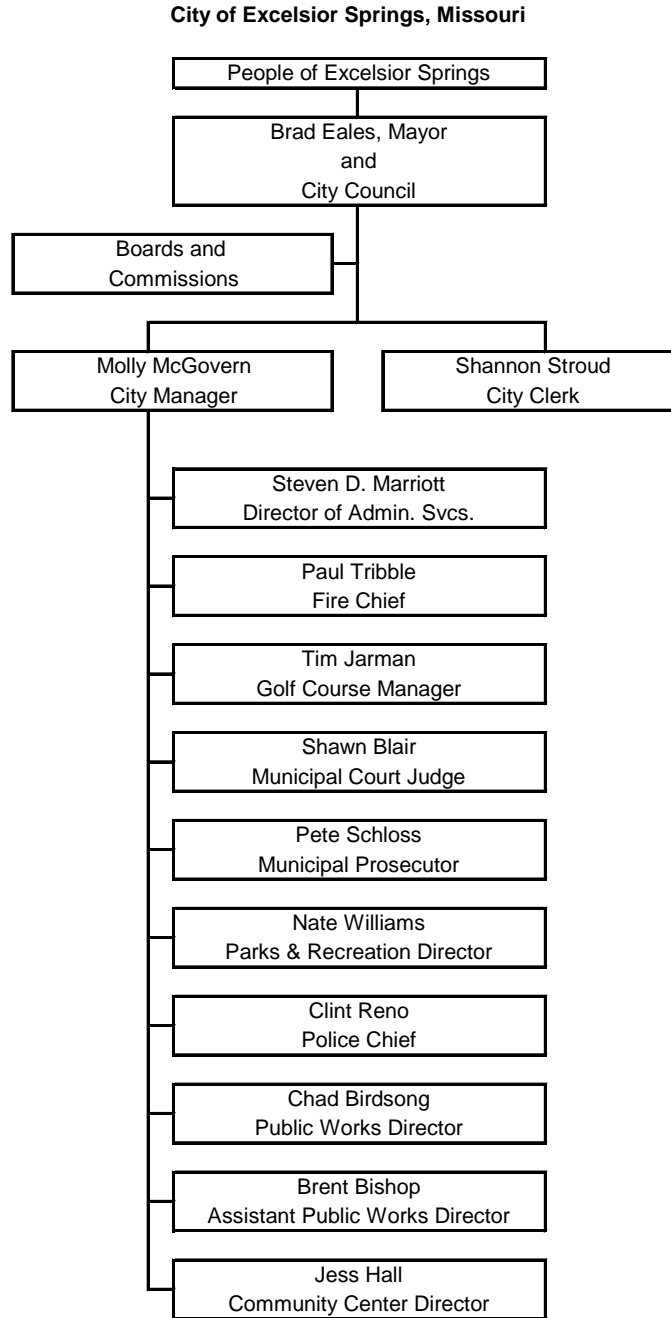 City of Excelsior Springs, Missouri
People of Excelsior Springs
Brad Eales, Mayor
and
City Council
Boards and
Commissions
Molly McGovern
City Manager
Shannon Stroud
City Clerk
Steven D. Marriott
Director of Admin. Svcs.
Paul Tribble
Fire Chief
Tim Jarman
Golf Course Manager
Shawn Blair
Municipal Court Judge
Pete Schloss
Municipal Prosecutor
Nate Williams
Parks & Recreation Director
Clint Reno
Police Chief
Chad Birdsong
Public Works Director
Brent Bishop
Assistant Public Works Director
Jess Hall
Community Center Director